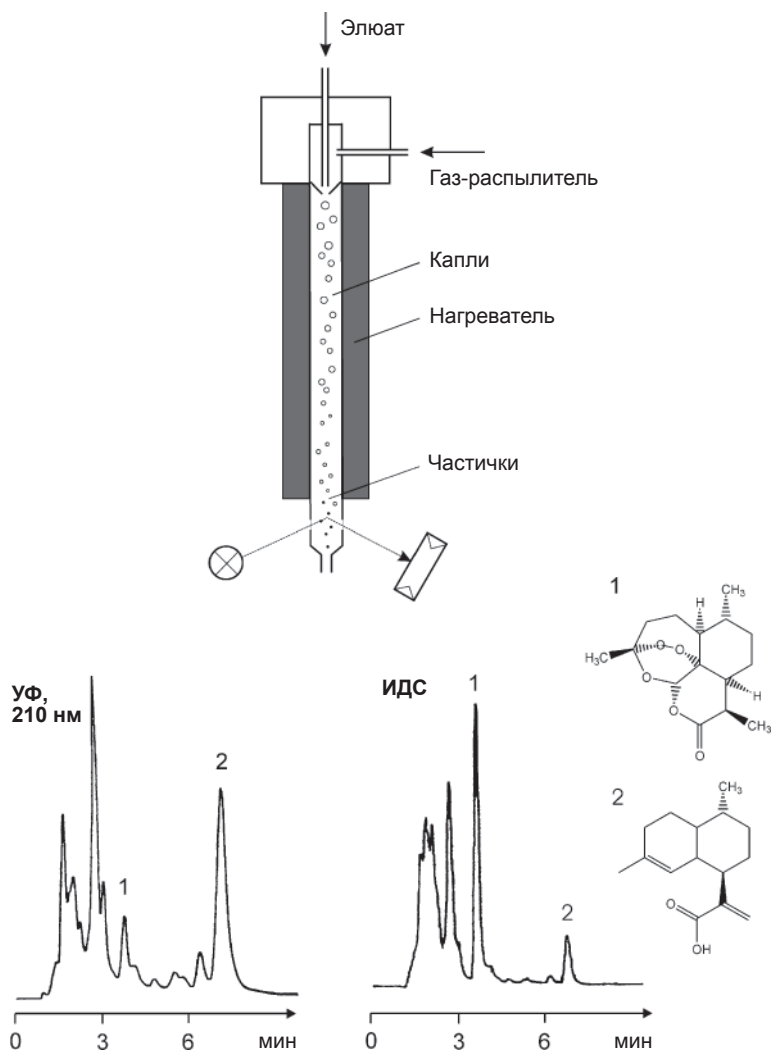 Элюат
Газ-распылитель
Капли
Нагреватель
Частички
1
H
CH₃
H₃C
O
O
O
H
O
CH₃
O
2
CH₃
O
OH
УФ,
210 нм
1
2
0
3
6
мин
ИДС
1
2
0
3
6
мин